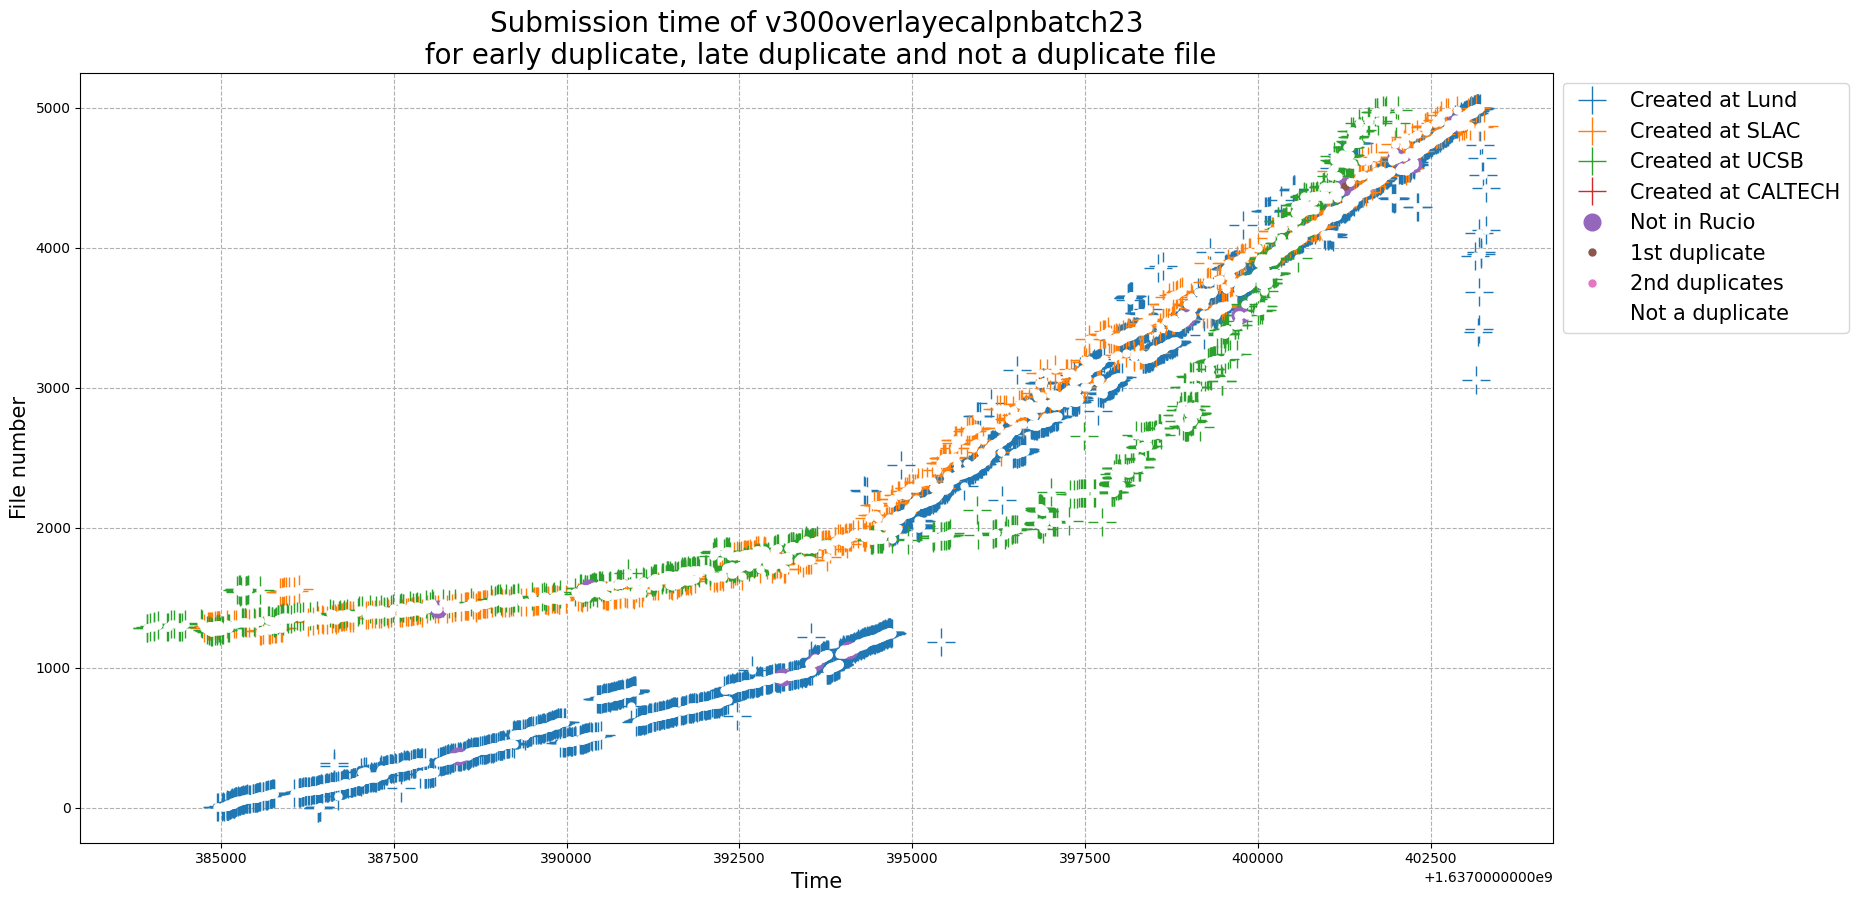 Submission time of v300overlayecalpnbatch23
for early duplicate, late duplicate and not a duplicate file
Created at Lund
Created at SLAC
Created at UCSB
Created at CALTECH
Not in Rucio
1st duplicate
2nd duplicates
Not a duplicate
File number
5000
4000
3000
2000
1000
0
385000
387500
390000
392500
395000
397500
400000
402500
+1.6370000000e9
Time